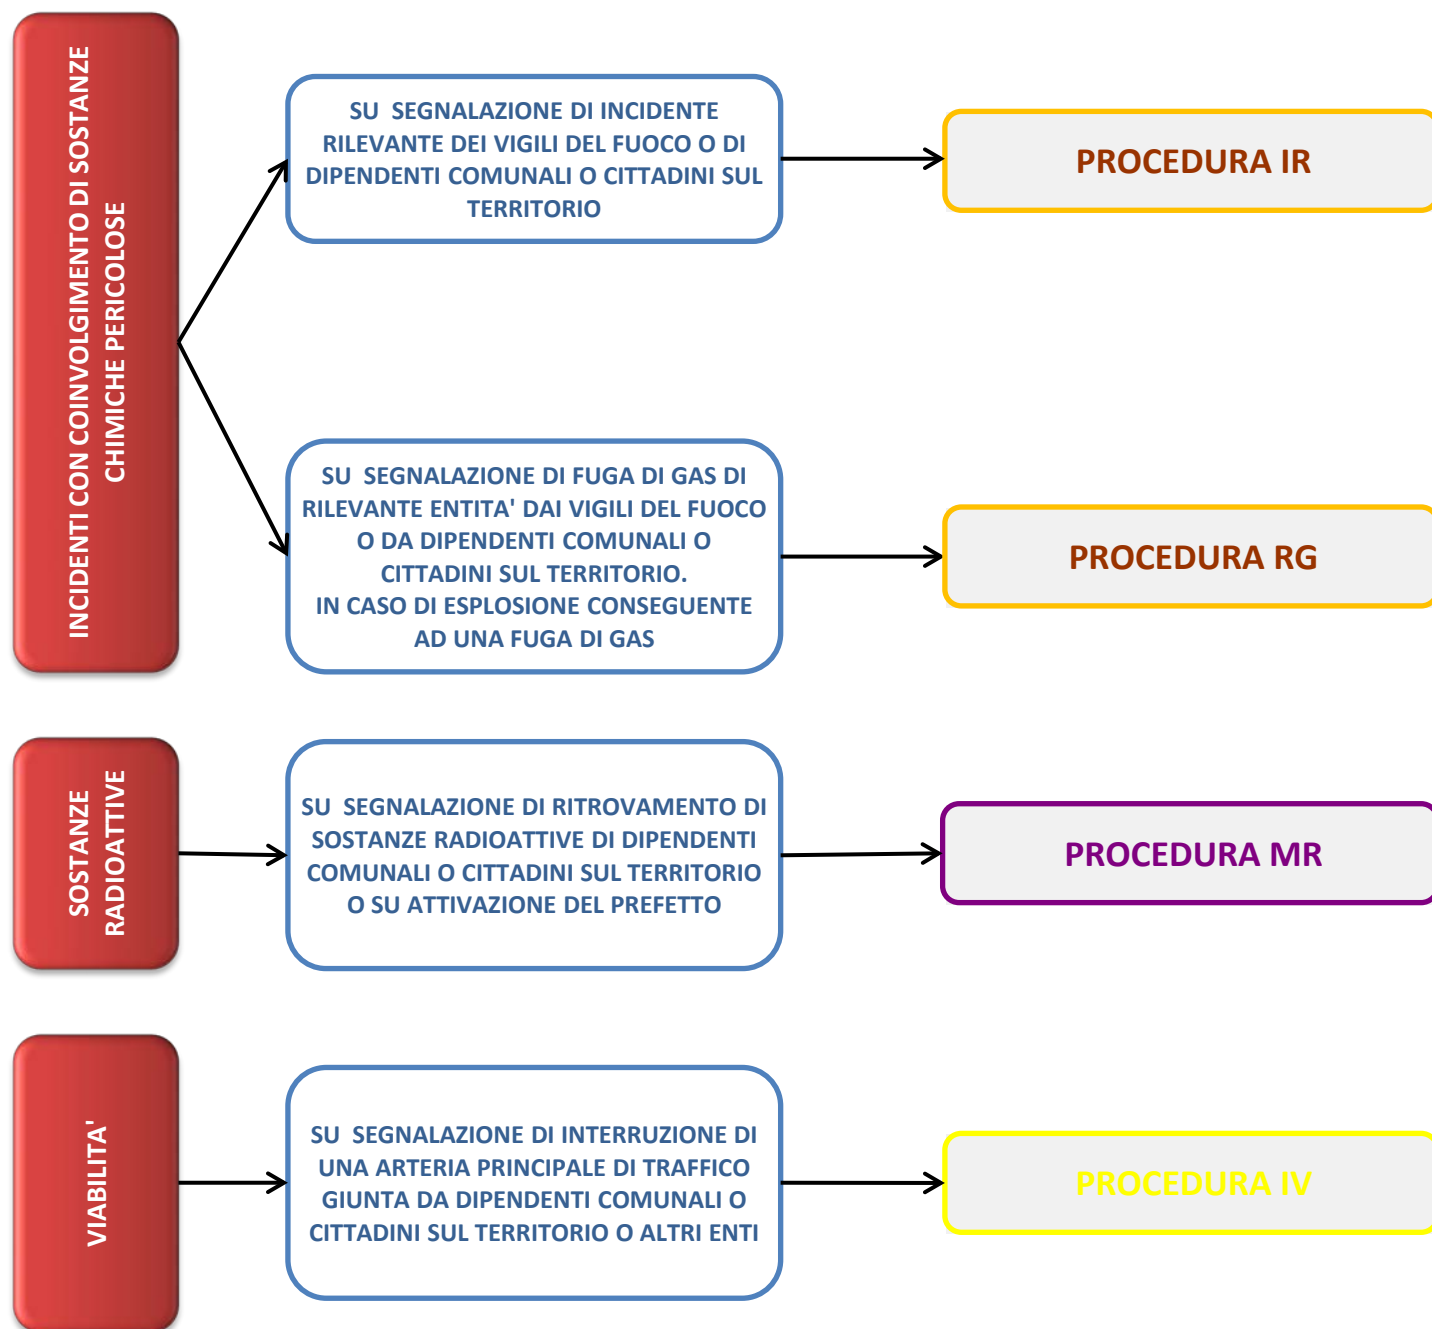 INCIDENTI CON COINVOLGIMENTO DI SOSTANZE
CHIMICHE PERICOLOSE
SU  SEGNALAZIONE DI INCIDENTE
RILEVANTE DEI VIGILI DEL FUOCO O DI
DIPENDENTI COMUNALI O CITTADINI SUL
TERRITORIO
PROCEDURA IR
SU  SEGNALAZIONE DI FUGA DI GAS DI
RILEVANTE ENTITA' DAI VIGILI DEL FUOCO
O DA DIPENDENTI COMUNALI O
CITTADINI SUL TERRITORIO.
IN CASO DI ESPLOSIONE CONSEGUENTE
AD UNA FUGA DI GAS
PROCEDURA RG
SOSTANZE
RADIOATTIVE
SU  SEGNALAZIONE DI RITROVAMENTO DI
SOSTANZE RADIOATTIVE DI DIPENDENTI
COMUNALI O CITTADINI SUL TERRITORIO
O SU ATTIVAZIONE DEL PREFETTO
PROCEDURA MR
VIABILITA'
SU  SEGNALAZIONE DI INTERRUZIONE DI
UNA ARTERIA PRINCIPALE DI TRAFFICO
GIUNTA DA DIPENDENTI COMUNALI O
CITTADINI SUL TERRITORIO O ALTRI ENTI
PROCEDURA IV